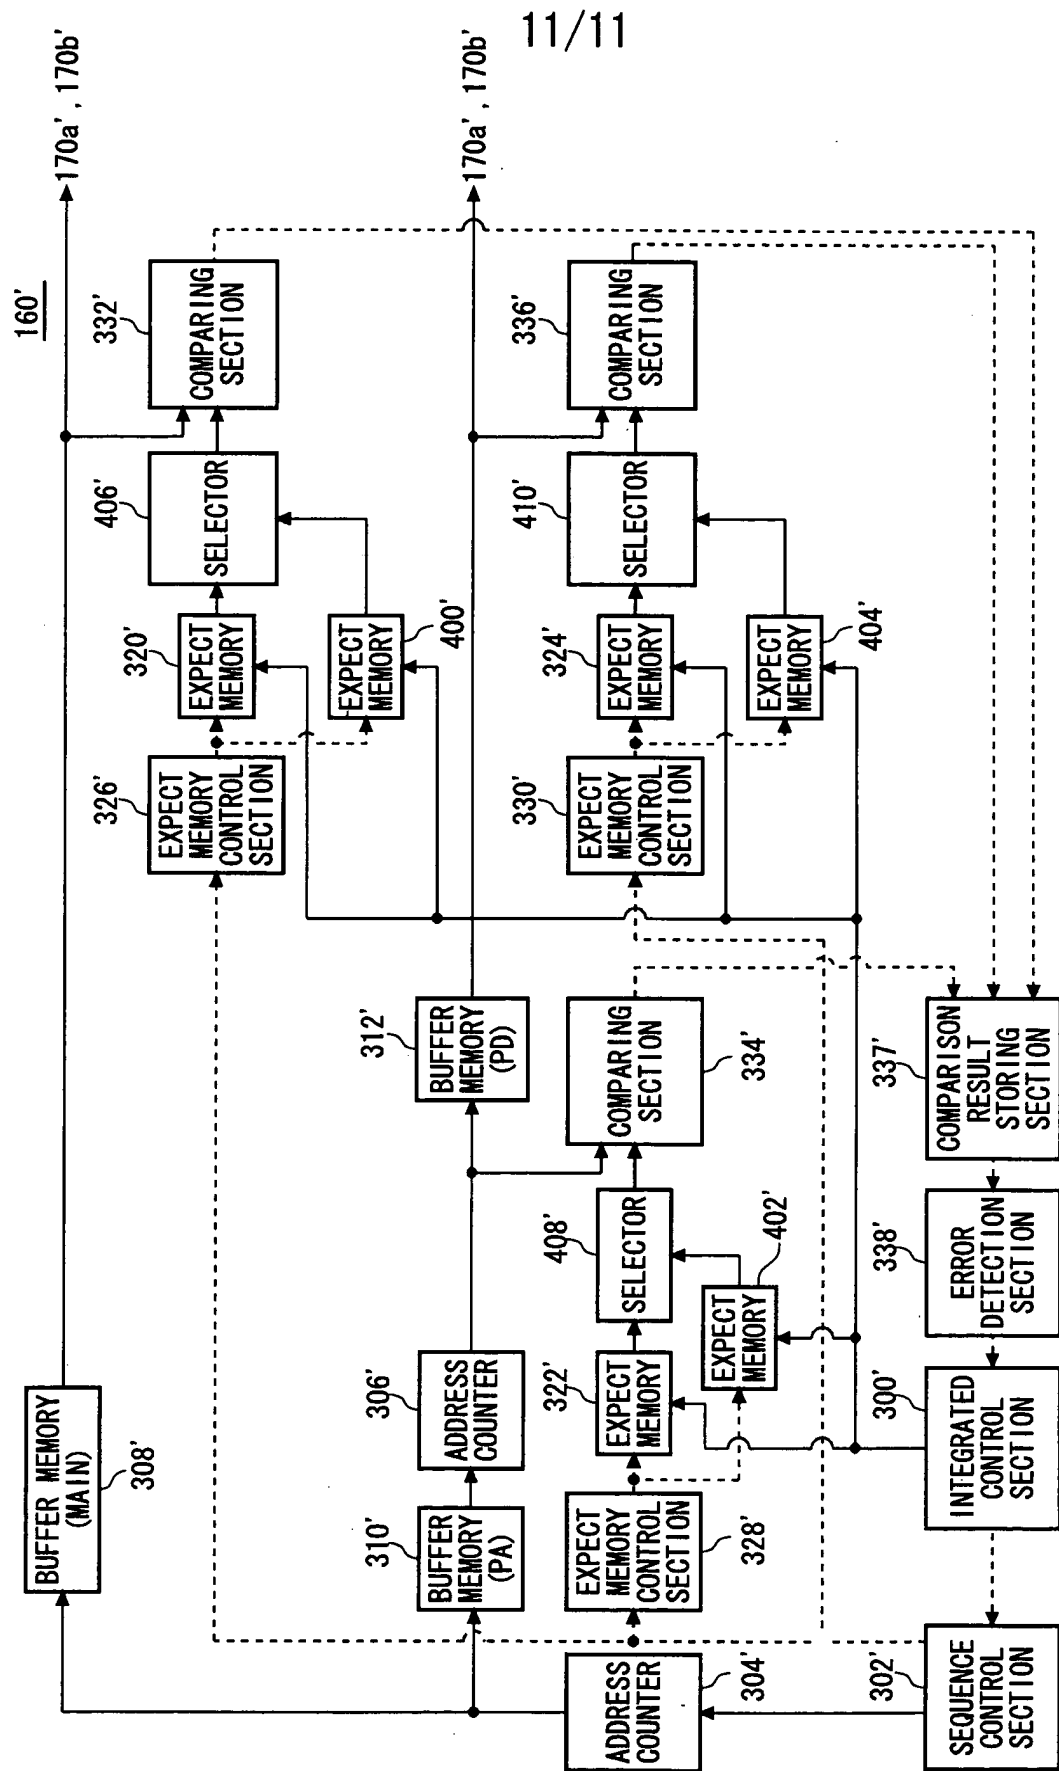 11/11
160'
BUFFER MEMORY
(MAIN)
308'
170a', 170b'
332'
COMPARING
SECTION
406'
SELECTOR
320'
EXPECT
MEMORY
326'
EXPECT
MEMORY
CONTROL
SECTION
400'
EXPECT
MEMORY
310'
BUFFER
MEMORY
(PA)
306'
ADDRESS
COUNTER
312'
BUFFER
MEMORY
(PD)
170a', 170b'
336'
COMPARING
SECTION
410'
SELECTOR
324'
EXPECT
MEMORY
330'
EXPECT
MEMORY
CONTROL
SECTION
404'
EXPECT
MEMORY
304'
ADDRESS
COUNTER
328'
EXPECT
MEMORY
CONTROL
SECTION
322'
EXPECT
MEMORY
408'
SELECTOR
402'
EXPECT
MEMORY
334'
COMPARING
SECTION
302'
SEQUENCE
CONTROL
SECTION
300'
INTEGRATED
CONTROL
SECTION
338'
ERROR
DETECTION
SECTION
337'
COMPARISON
RESULT
STORING
SECTION